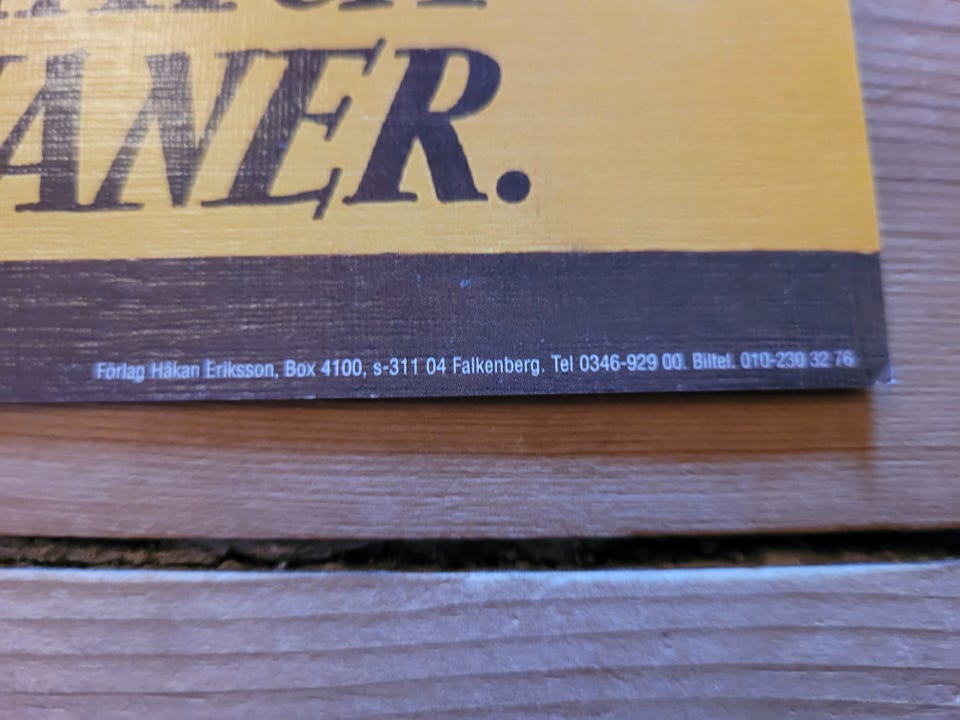 ANER.
Förlag Håkan Eriksson, Box 4100, s-311 04 Falkenberg. Tel 0346-929 00. Biltel. 010-230 32 76